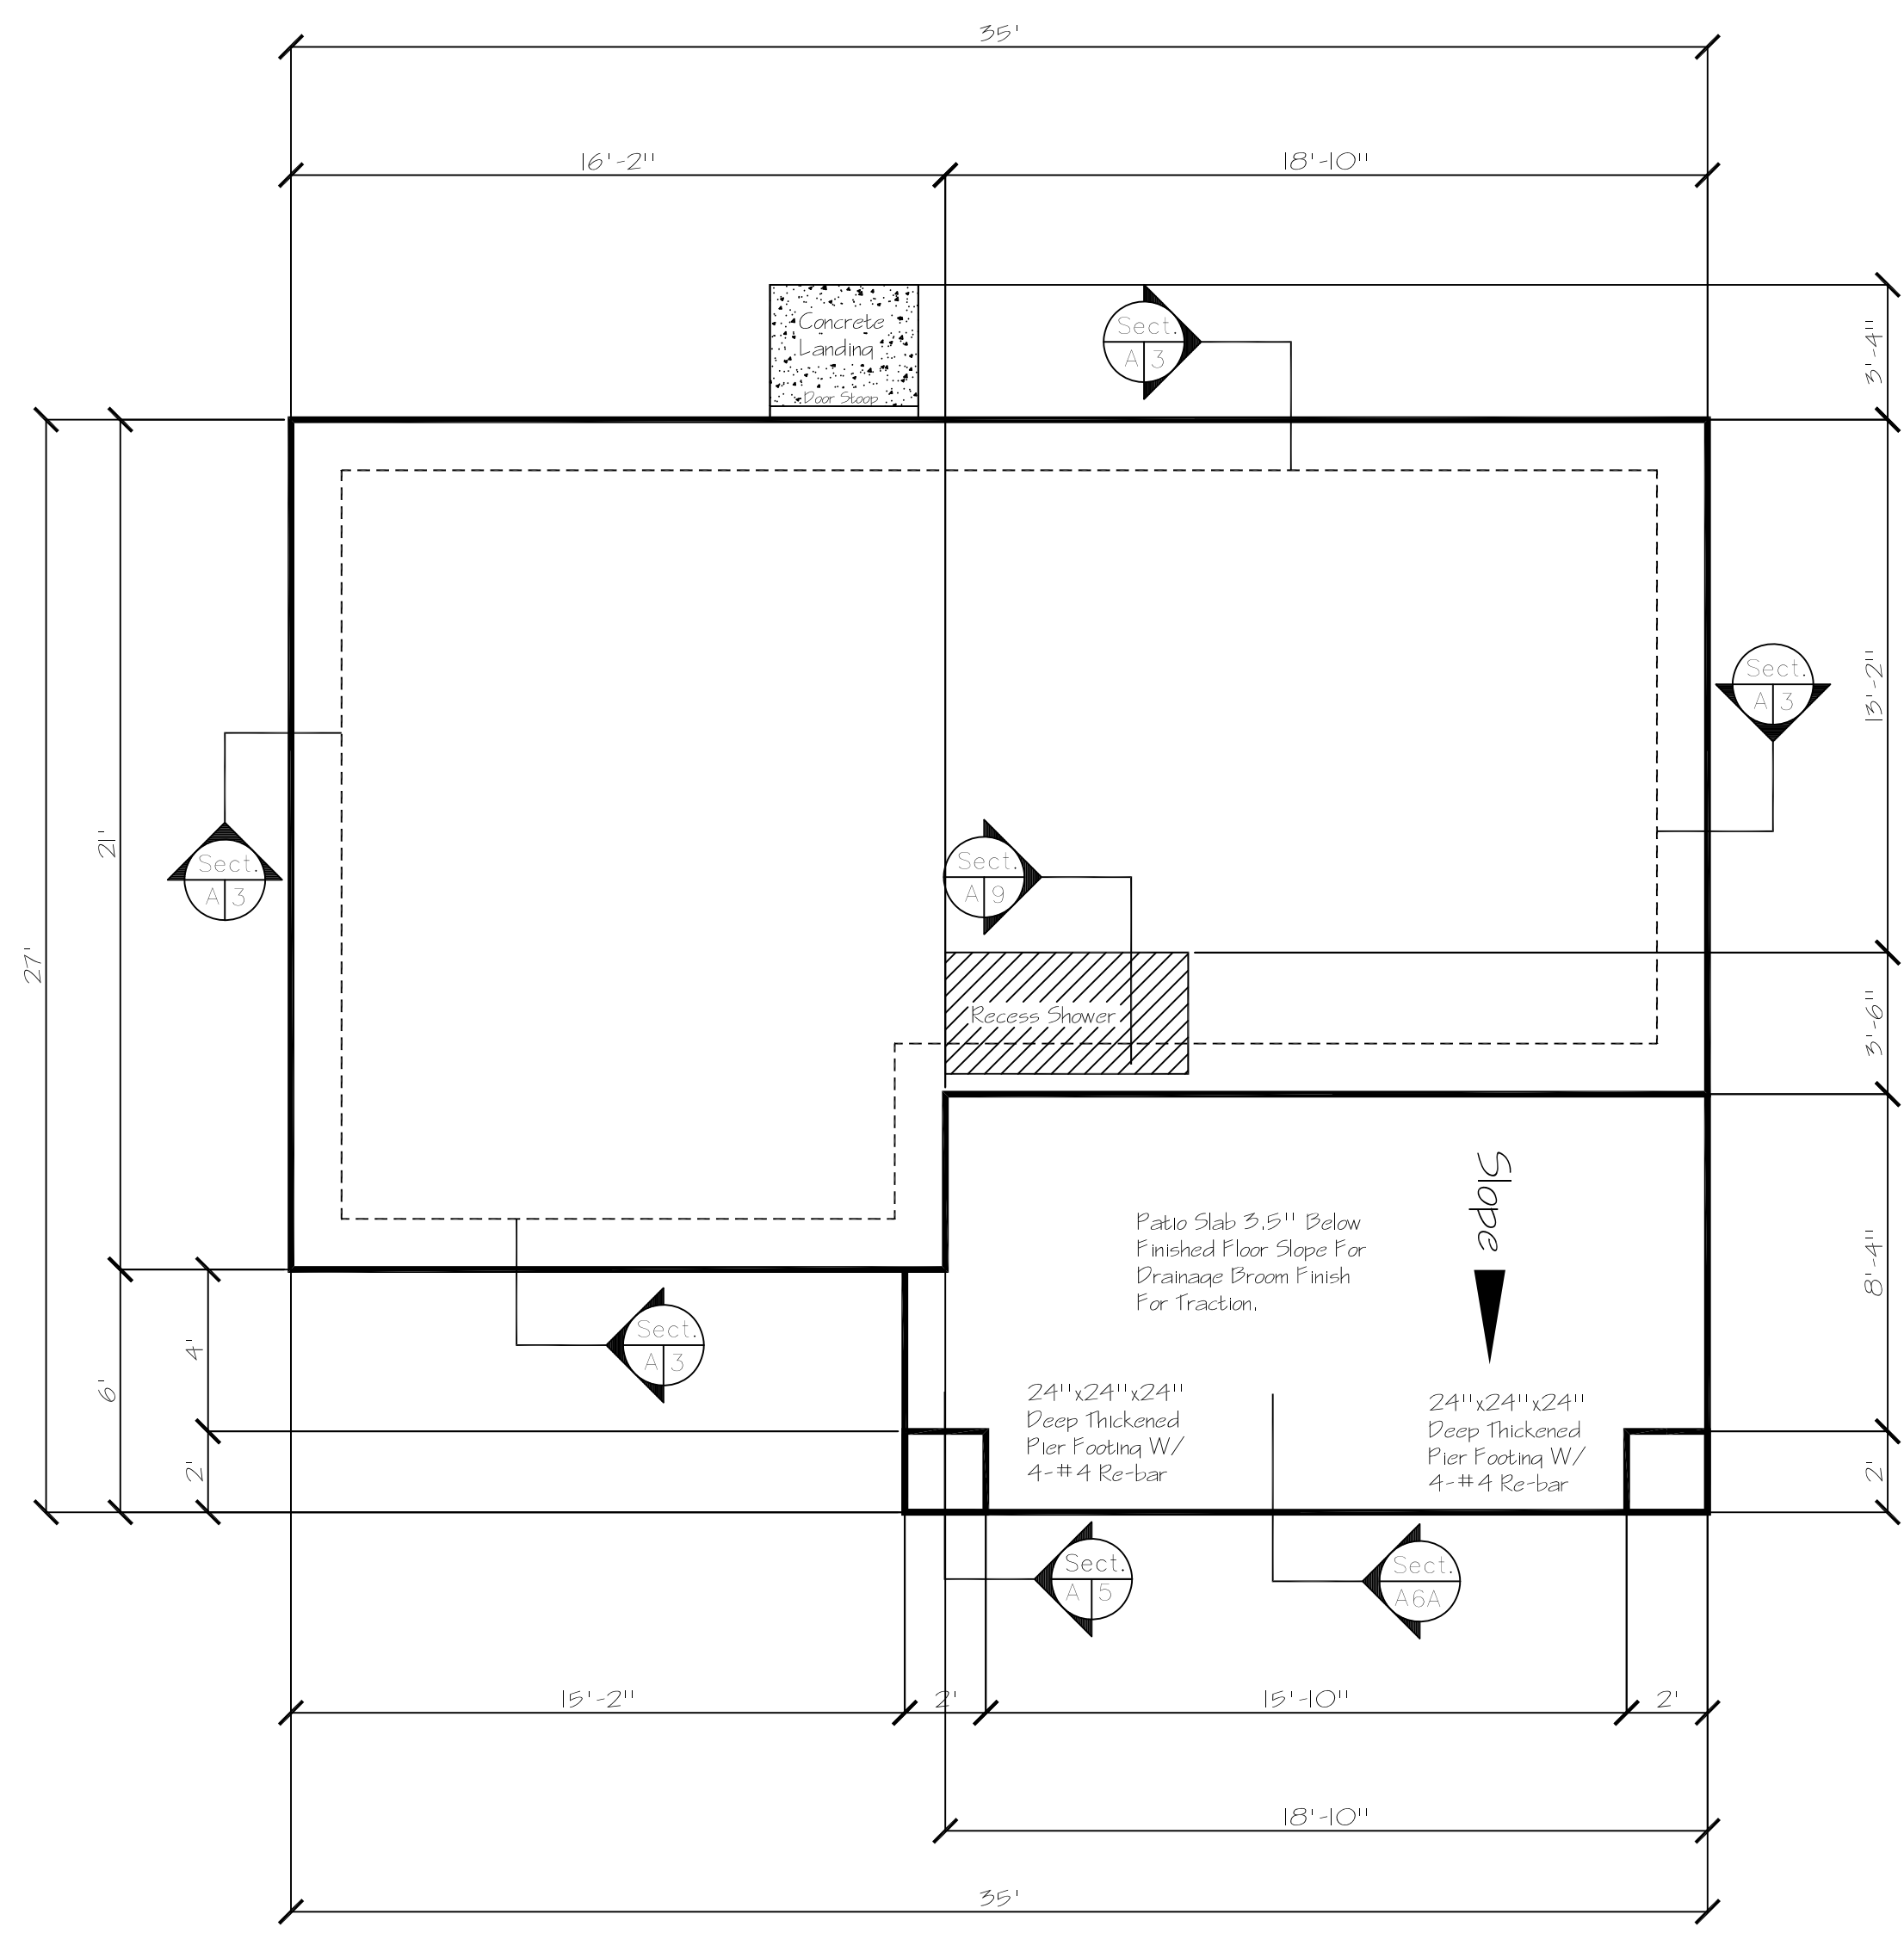 35'
16'-2"
18'-10"
Concrete
Landing
Door Stoop
Sect.
A 3
3'-4"
Sect.
A 3
13'-2"
21'
Sect.
A 3
Sect.
A 9
27'
Recess Shower
3'-6"
Slope
Patio Slab 3.5" Below
Finished Floor Slope For
Drainage Broom Finish
For Traction.
8'-4"
Sect.
A 3
4'
6'
24"x24"x24"
Deep Thickened
Pier Footing W/
4-#4 Re-bar
24"x24"x24"
Deep Thickened
Pier Footing W/
4-#4 Re-bar
2'
2'
Sect.
A 5
Sect.
A6A
15'-2"
2'
15'-10"
2'
18'-10"
35'